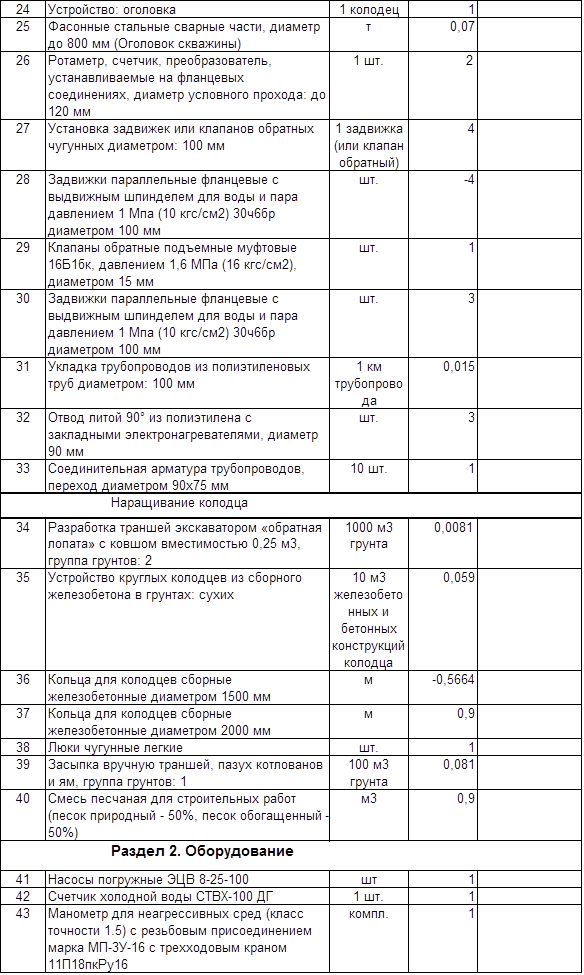 24 Устройство: оголовка 1 колодец 1
25 Фасонные стальные сварные части, диаметр т 0,07
до 800 мм (Оголовок скважины)
26 Ротаметр, счетчик, преобразователь, 1 шт. 2
устанавливаемые на фланцевых
соединениях, диаметр условного прохода: до
120 мм
27 Установка задвижек или клапанов обратных 1 задвижка 4
чугунных диаметром: 100 мм (или клапан
обратный)
28 Задвижки параллельные фланцевые с шт. -4
выдвижным шпинделем для воды и пара
давлением 1 Мпа (10 кгс/см2) 30ч6бр
диаметром 100 мм
29 Клапаны обратные подъемные муфтовые шт. 1
16Б1бк, давлением 1,6 МПа (16 кгс/см2),
диаметром 15 мм
30 Задвижки параллельные фланцевые с шт. 3
выдвижным шпинделем для воды и пара
давлением 1 Мпа (10 кгс/см2) 30ч6бр
диаметром 100 мм
31 Укладка трубопроводов из полиэтиленовых 1 км 0,015
труб диаметром: 100 мм трубопрово
да
32 Отвод литой 90° из полиэтилена с шт. 3
закладными электронагревателями, диаметр
90 мм
33 Соединительная арматура трубопроводов, 10 шт. 1
переход диаметром 90х75 мм
Наращивание колодца
34 Разработка траншей экскаватором «обратная 1000 м3 0,0081
лопата» с ковшом вместимостью 0,25 м3, грунта
группа грунтов: 2
35 Устройство круглых колодцев из сборного 10 м3 0,059
железобетона в грунтах: сухих железобето
нных и
бетонных
конструкций
колодца
36 Кольца для колодцев сборные м -0,5664
железобетонные диаметром 1500 мм
37 Кольца для колодцев сборные м 0,9
железобетонные диаметром 2000 мм
38 Люки чугунные легкие шт. 1
39 Засыпка вручную траншей, пазух котлованов 100 м3 0,081
и ям, группа грунтов: 1 грунта
40 Смесь песчаная для строительных работ м3 0,9
(песок природный - 50%, песок обогащенный -
50%)
Раздел 2. Оборудование
41 Насосы погружные ЭЦВ 8-25-100 шт 1
42 Счетчик холодной воды СТВХ-100 ДГ 1 шт. 1
43 Манометр для неагрессивных сред (класс компл. 1
точности 1.5) с резьбовым присоединением
марка МП-3У-16 с трехходовым краном
11П18пкРу16